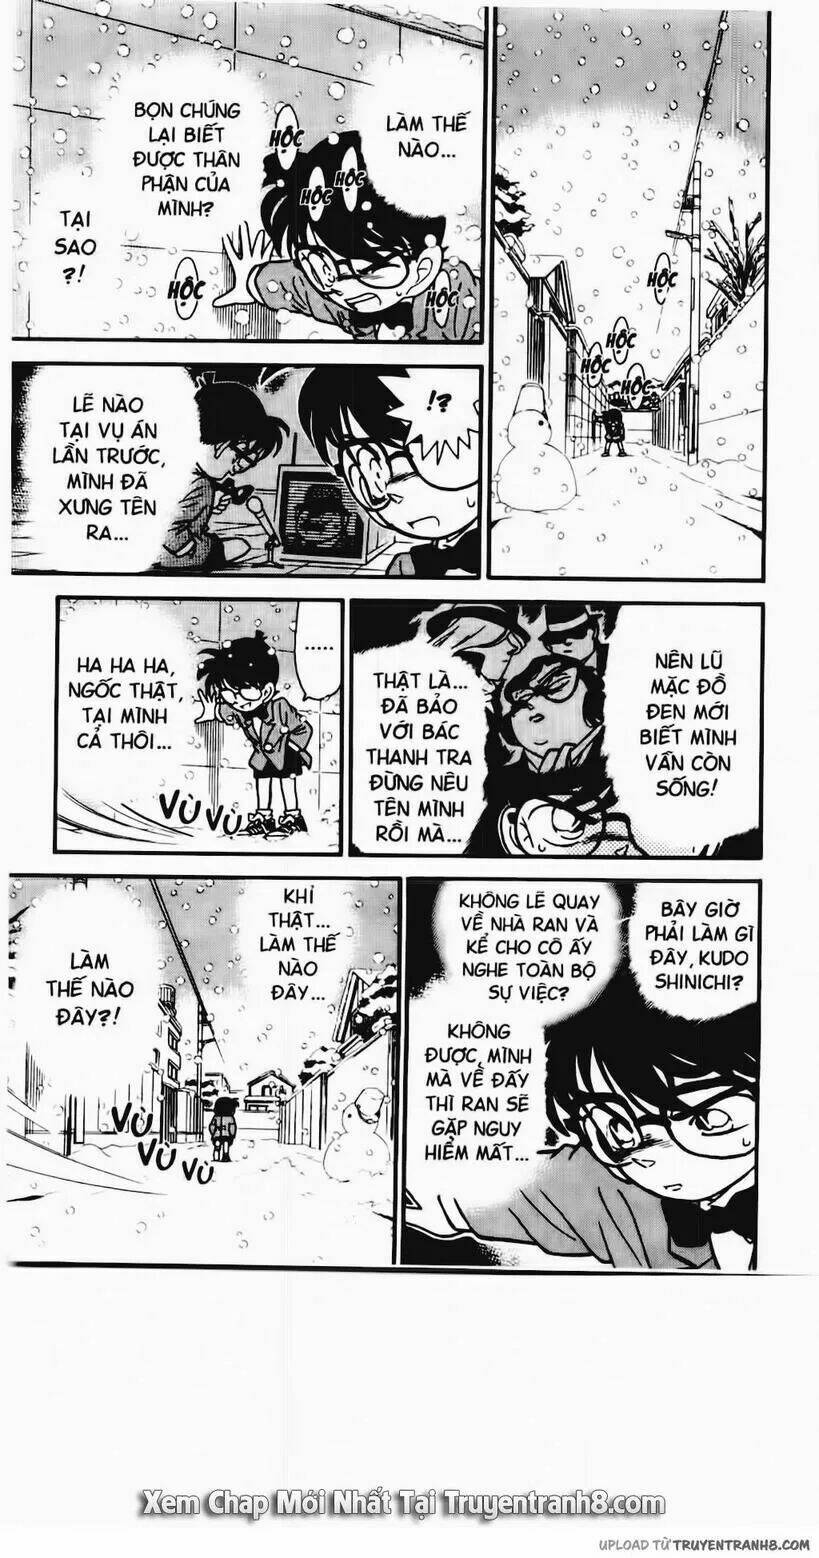 HỘC
HỘC
HỘC
HỘC
LÀM THẾ
NÀO...
BỌN CHÚNG
LẠI BIẾT
ĐƯỢC THÂN
PHẬN CỦA
MÌNH?
TẠI
SAO
?!
HỘC
HỘC
HỘC
HỘC
HỘC
!?
LẼ NÀO
TẠI VỤ ÁN
LẦN TRƯỚC,
MÌNH ĐÃ
XƯNG TÊN
RA...
NÊN LŨ
MẶC ĐỒ
ĐEN MỚI
BIẾT MÌNH
VẪN CÒN
SỐNG!
THẬT LÀ...
ĐÃ BẢO
VỚI BÁC
THANH TRA
ĐỪNG NÊU
TÊN MÌNH
RỒI MÀ...
......
HA HA HA,
NGỐC THẬT,
TẠI MÌNH
CẢ THÔI...
VÙ VÙ
BÂY GIỜ
PHẢI LÀM GÌ
ĐÂY, KUDO
SHINICHI?
KHÔNG LẼ QUAY
VỀ NHÀ RAN VÀ
KỂ CHO CÔ ẤY
NGHE TOÀN BỘ
SỰ VIỆC?
KHÔNG
ĐƯỢC, MÌNH
MÀ VỀ ĐẤY
THÌ RAN SẼ
GẶP NGUY
HIỂM MẤT...
KHỈ
THẬT...
LÀM THẾ
NÀO
ĐÂY...
LÀM
THẾ NÀO
ĐÂY?!
VÙ
VÙ VÙ
Xem Chap Mới Nhất Tại Truyentranh8.com
UPLOAD TỪ TRUYENTRANH8.COM